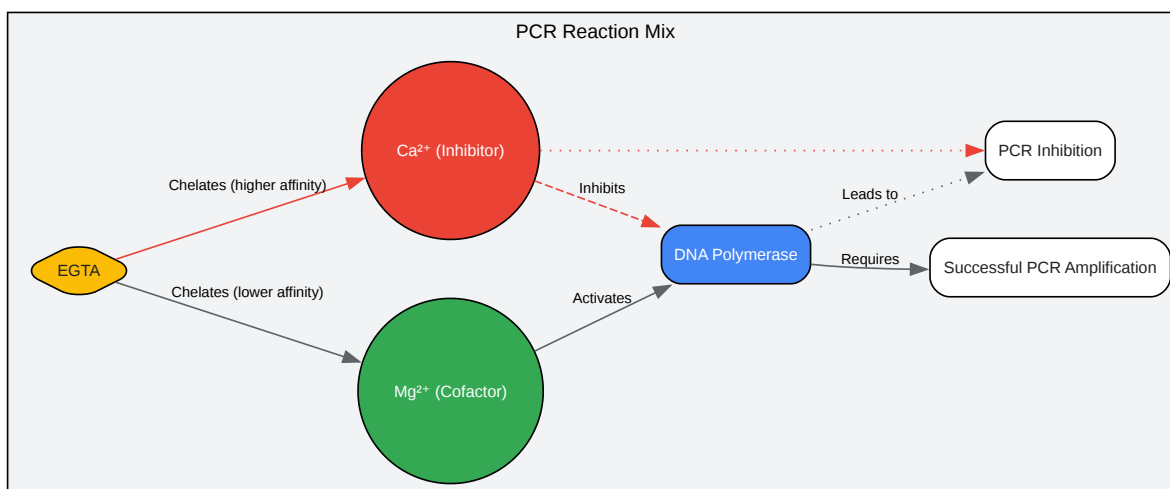 PCR Reaction Mix
Ca²⁺ (Inhibitor)
PCR Inhibition
Chelates (higher affinity)
Inhibits
Leads to
DNA Polymerase
Requires
Successful PCR Amplification
EGTA
Chelates (lower affinity)
Activates
Mg²⁺ (Cofactor)